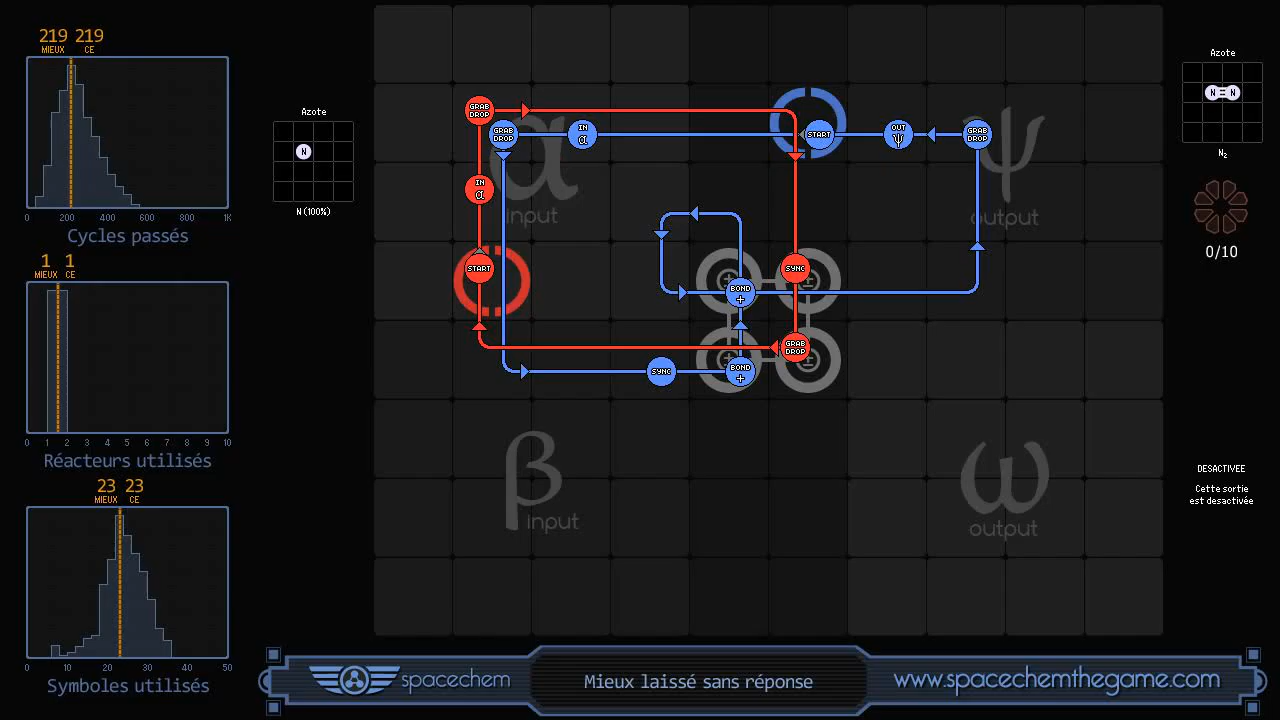 219 219
MIEUX CE
0 200 400 600 800 1K
Cycles passés
1 1
MIEUX CE
0 1 2 3 4 5 6 7 8 9 10
Réacteurs utilisés
23 23
MIEUX CE
0 10 20 30 40 50
Symboles utilisés
Azote
N
N (100%)
GRAB DROP
GRAB DROP
IN α
START
OUT ψ
GRAB DROP
IN α
α
input
ψ
output
START
SYNC
BOND +
±
±
GRAB DROP
SYNC
BOND +
±
±
β
input
ω
output
Azote
N = N
N₂
0/10
DESACTIVEE
Cette sortie
est desactivée
spacechem
Mieux laissé sans réponse
www.spacechemthegame.com